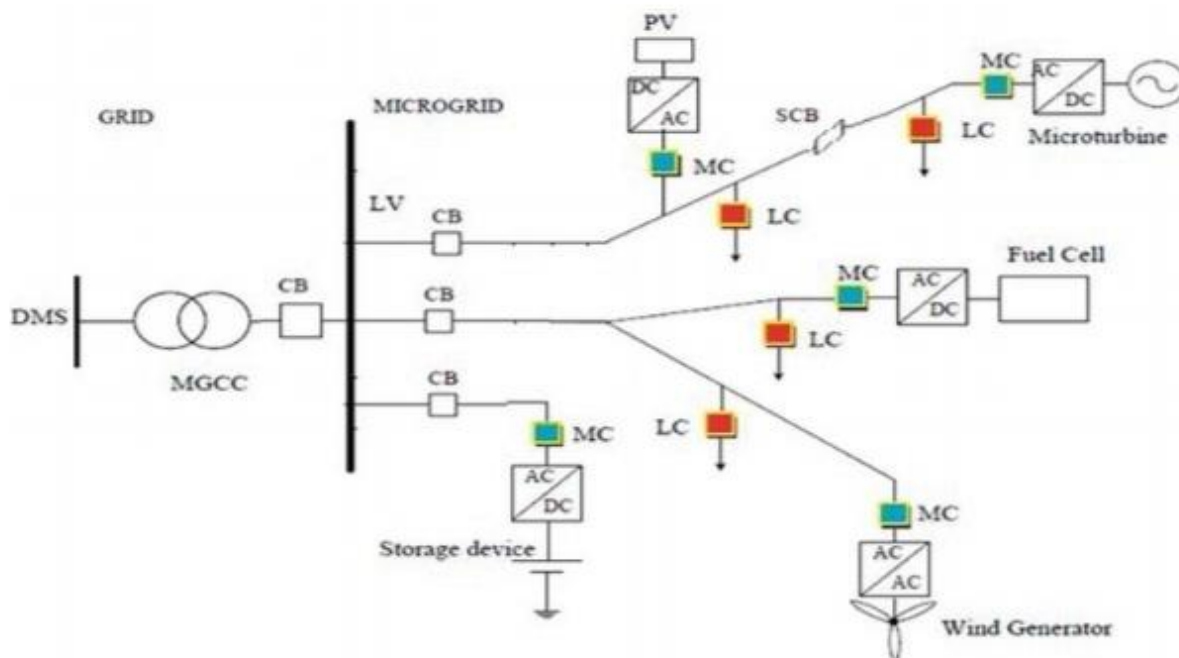 PV
DC
AC
MC
AC
DC
Microturbine
GRID
MICROGRID
SCB
LC
MC
LV
CB
LC
Fuel Cell
MC
AC
DC
CB
CB
DMS
LC
MGCC
CB
LC
MC
AC
DC
MC
Storage device
AC
AC
Wind Generator